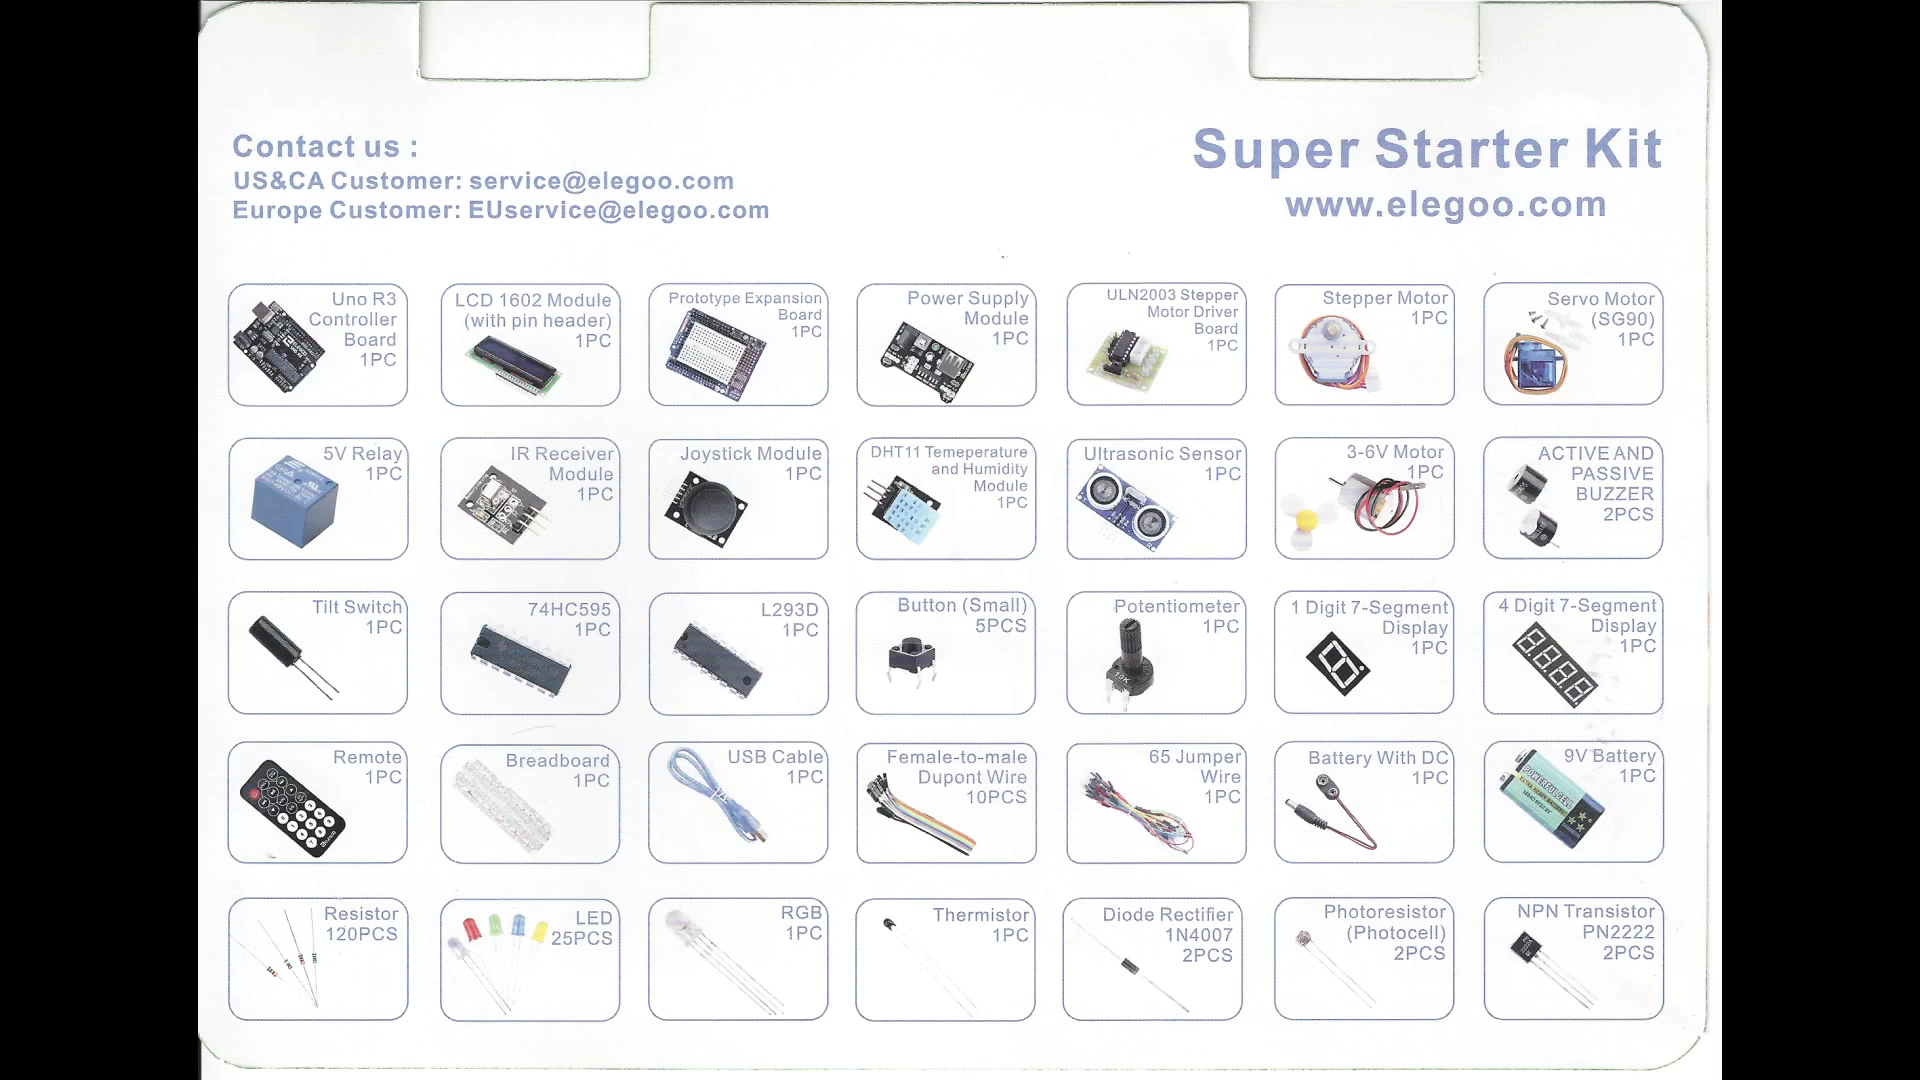 Contact us :
US&CA Customer: service@elegoo.com
Europe Customer: EUservice@elegoo.com
Super Starter Kit
www.elegoo.com
Uno R3
Controller
Board
1PC
LCD 1602 Module
(with pin header)
1PC
Prototype Expansion
Board
1PC
Power Supply
Module
1PC
ULN2003 Stepper
Motor Driver
Board
1PC
Stepper Motor
1PC
Servo Motor
(SG90)
1PC
5V Relay
1PC
IR Receiver
Module
1PC
Joystick Module
1PC
DHT11 Temeperature
and Humidity
Module
1PC
Ultrasonic Sensor
1PC
3-6V Motor
1PC
ACTIVE AND
PASSIVE
BUZZER
2PCS
Tilt Switch
1PC
74HC595
1PC
L293D
1PC
Button (Small)
5PCS
Potentiometer
1PC
10K
1 Digit 7-Segment
Display
1PC
4 Digit 7-Segment
Display
1PC
Remote
1PC
Breadboard
1PC
USB Cable
1PC
Female-to-male
Dupont Wire
10PCS
65 Jumper
Wire
1PC
Battery With DC
1PC
9V Battery
1PC
POWERFULCELL
Resistor
120PCS
LED
25PCS
RGB
1PC
Thermistor
1PC
Diode Rectifier
1N4007
2PCS
Photoresistor
(Photocell)
2PCS
NPN Transistor
PN2222
2PCS